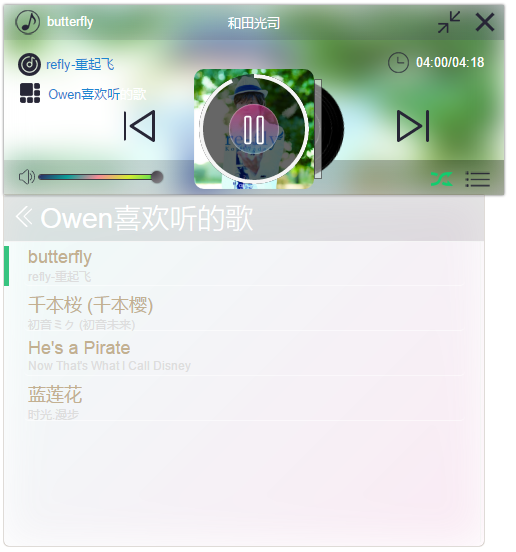 butterfly
和田光司
refly-重起飞
04:00/04:18
Owen喜欢听的歌
refly
Owen喜欢听的歌
butterfly
refly-重起飞
千本桜 (千本樱)
初音ミク (初音未来)
He's a Pirate
Now That's What I Call Disney
蓝莲花
时光.漫步